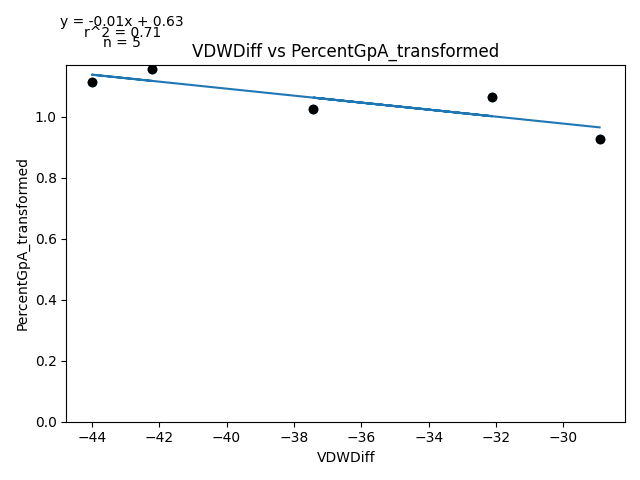 y = -0.01x + 0.63
r^2 = 0.71
n = 5
VDWDiff vs PercentGpA_transformed
PercentGpA_transformed
1.0
0.8
0.6
0.4
0.2
0.0
−44
−42
−40
−38
−36
−34
−32
−30
VDWDiff